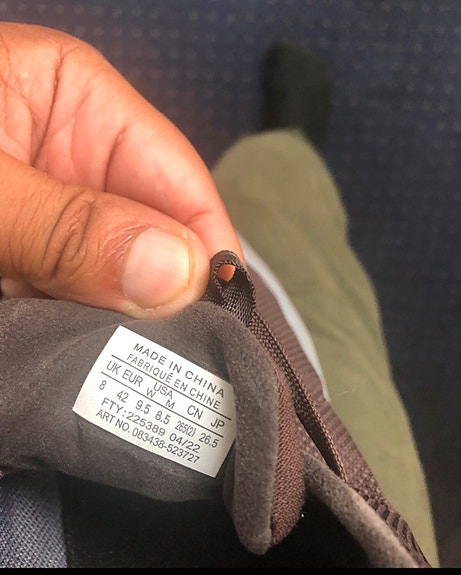 MADE IN CHINA
FABRIQUÉ EN CHINE
UK EUR USA CN JP
W M
8 42 9.5 8.5 265(2) 26.5
FTY:225389 04/22
ART NO.083438-523727